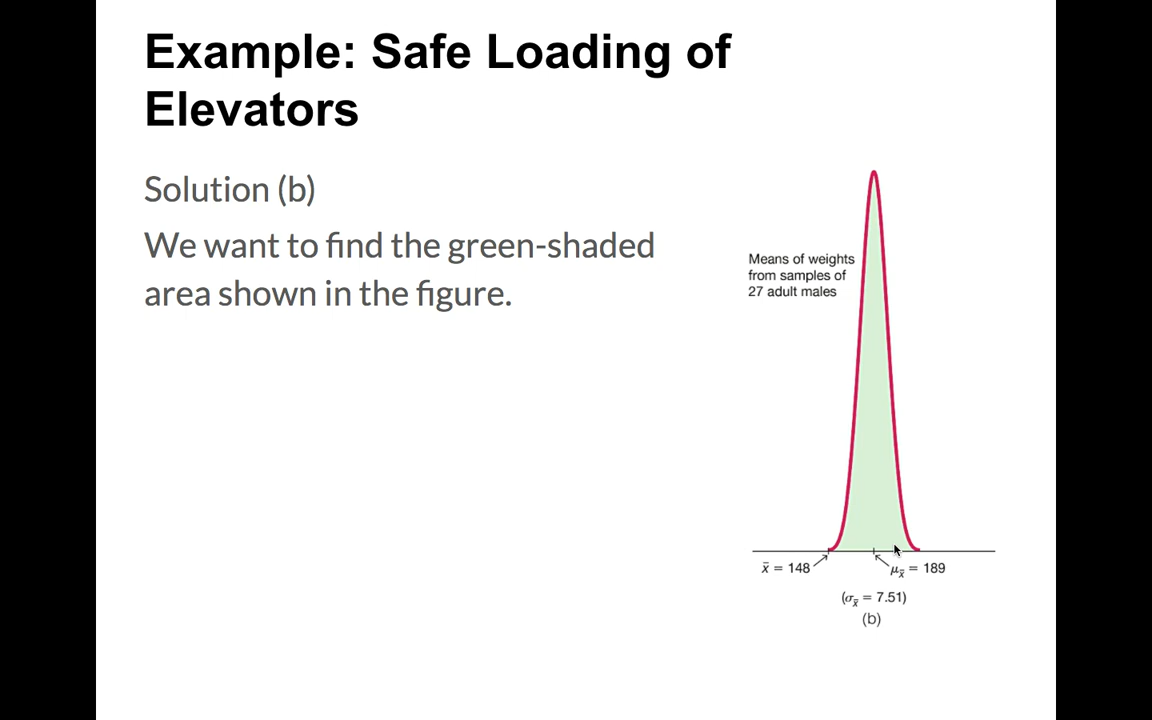 Example: Safe Loading of
Elevators
Solution (b)
We want to find the green-shaded
area shown in the figure.
Means of weights
from samples of
27 adult males
x̄ = 148
μx̄ = 189
(σx̄ = 7.51)
(b)